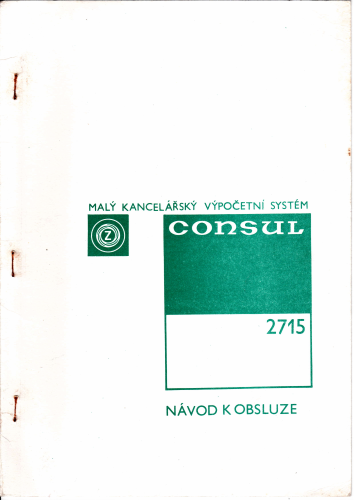 MALÝ KANCELÁŘSKÝ VÝPOČETNÍ SYSTÉM
Z
CONSUL
2715
NÁVOD K OBSLUZE